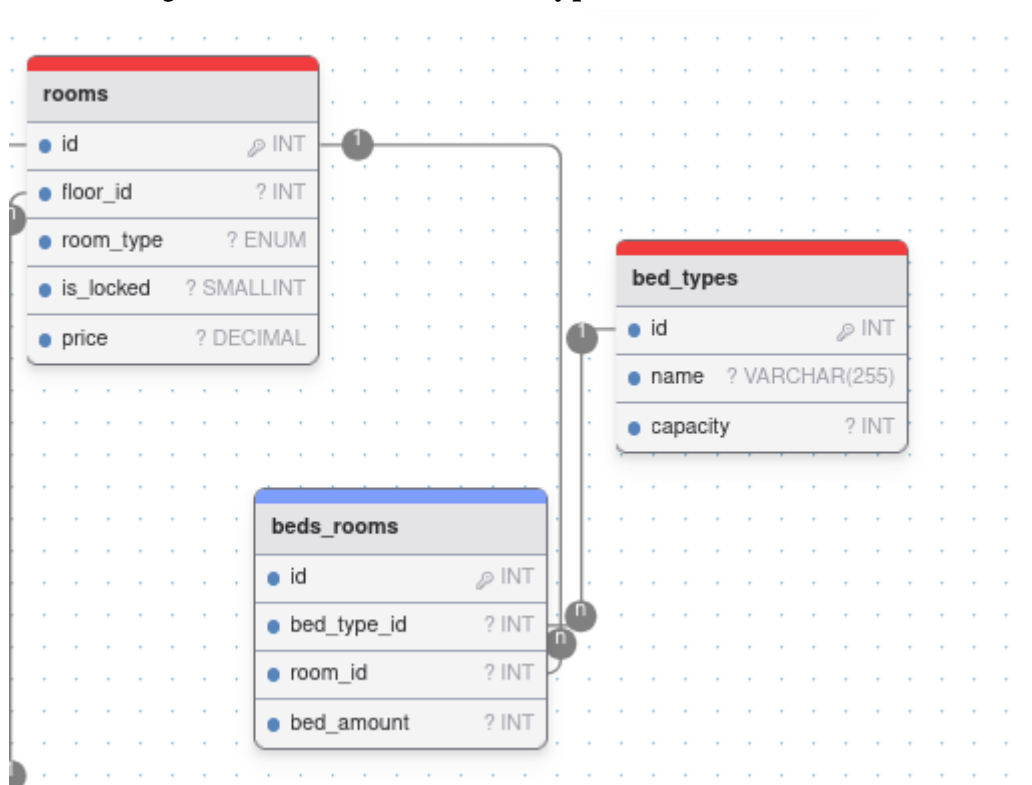 rooms
id INT
floor_id ? INT
room_type ? ENUM
is_locked ? SMALLINT
price ? DECIMAL
1
bed_types
id INT
name ? VARCHAR(255)
capacity ? INT
1
beds_rooms
id INT
bed_type_id ? INT
room_id ? INT
bed_amount ? INT
n
n